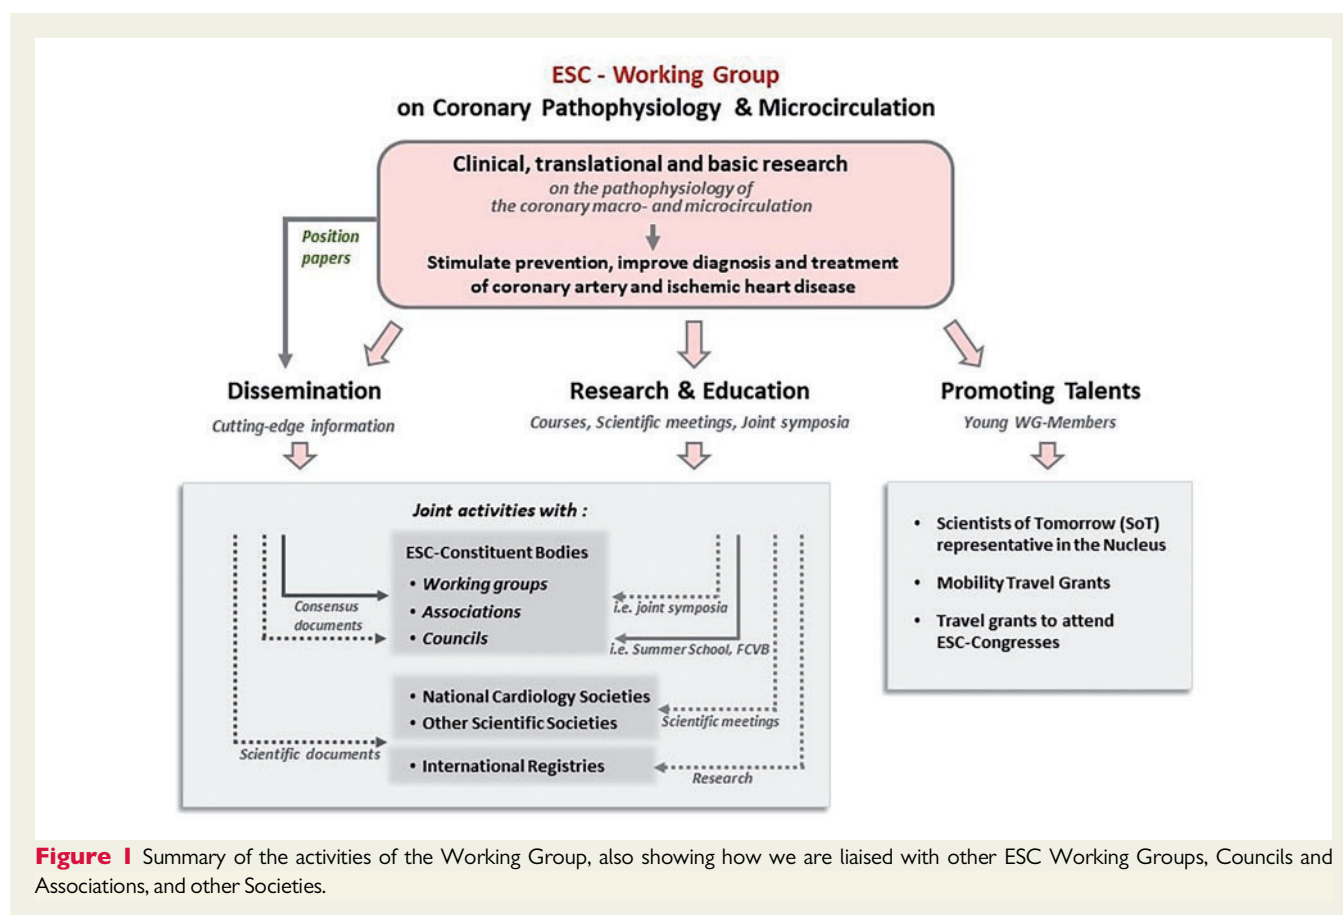 ESC - Working Group
on Coronary Pathophysiology & Microcirculation
Clinical, translational and basic research
on the pathophysiology of
the coronary macro- and microcirculation
Stimulate prevention, improve diagnosis and treatment
of coronary artery and ischemic heart disease
Position
papers
Dissemination
Cutting-edge information
Research & Education
Courses, Scientific meetings, Joint symposia
Promoting Talents
Young WG-Members
Joint activities with :
ESC-Constituent Bodies
• Working groups
• Associations
• Councils
Consensus
documents
i.e. joint symposia
i.e. Summer School, FCVB
• National Cardiology Societies
• Other Scientific Societies
Scientific meetings
Scientific documents
• International Registries
Research
• Scientists of Tomorrow (SoT)
representative in the Nucleus
• Mobility Travel Grants
• Travel grants to attend
ESC-Congresses
Figure 1 Summary of the activities of the Working Group, also showing how we are liaised with other ESC Working Groups, Councils and
Associations, and other Societies.